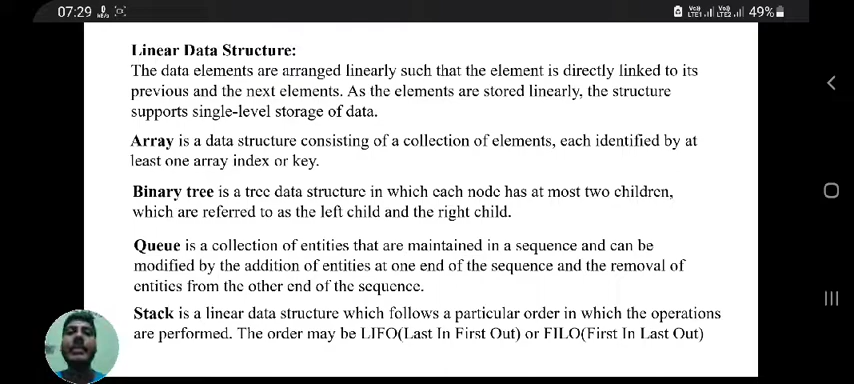 07:29 49%
Linear Data Structure:
The data elements are arranged linearly such that the element is directly linked to its
previous and the next elements. As the elements are stored linearly, the structure
supports single-level storage of data.
Array is a data structure consisting of a collection of elements, each identified by at
least one array index or key.
Binary tree is a tree data structure in which each node has at most two children,
which are referred to as the left child and the right child.
Queue is a collection of entities that are maintained in a sequence and can be
modified by the addition of entities at one end of the sequence and the removal of
entities from the other end of the sequence.
Stack is a linear data structure which follows a particular order in which the operations
are performed. The order may be LIFO(Last In First Out) or FILO(First In Last Out)